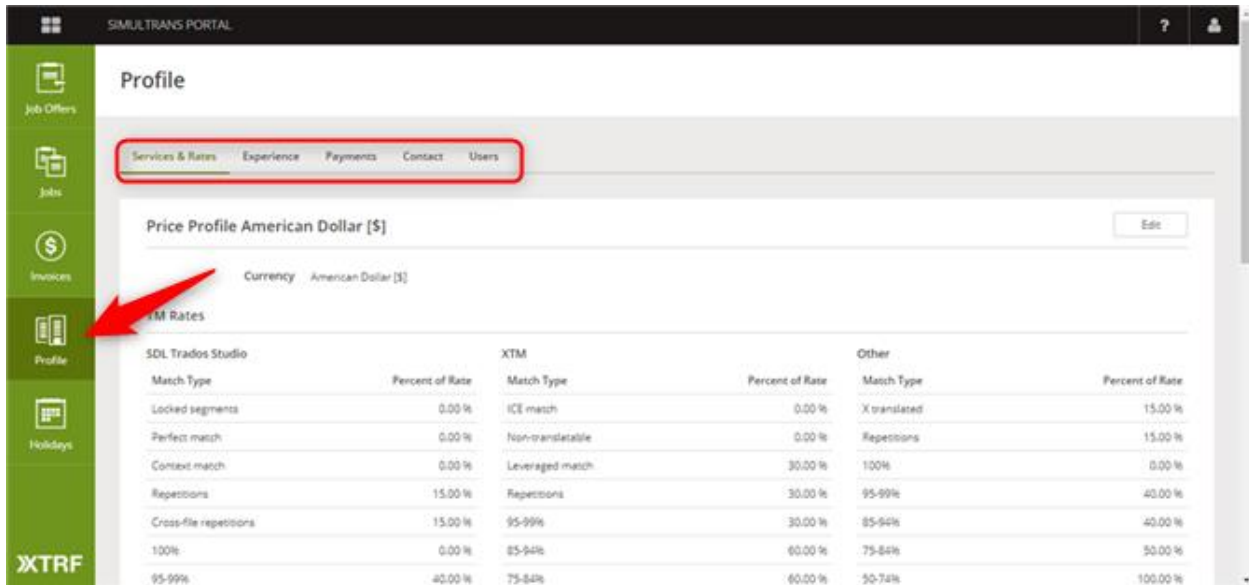 SIMULTRANS PORTAL
?
Job Offers
Jobs
Invoices
Profile
Holidays
XTRF
Profile
Services & Rates Experience Payments Contact Users
Price Profile American Dollar [$]
Edit
Currency American Dollar [$]
TM Rates
SDL Trados Studio XTM Other
Match Type Percent of Rate Match Type Percent of Rate Match Type Percent of Rate
Locked segments 0.00 % ICE match 0.00 % X translated 15.00 %
Perfect match 0.00 % Non-translatable 0.00 % Repetitions 15.00 %
Context match 0.00 % Leveraged match 30.00 % 100% 0.00 %
Repetitions 15.00 % Repetitions 30.00 % 95-99% 40.00 %
Cross-file repetitions 15.00 % 95-99% 30.00 % 85-94% 40.00 %
100% 0.00 % 85-94% 60.00 % 75-84% 50.00 %
95-99% 40.00 % 75-84% 60.00 % 50-74% 100.00 %